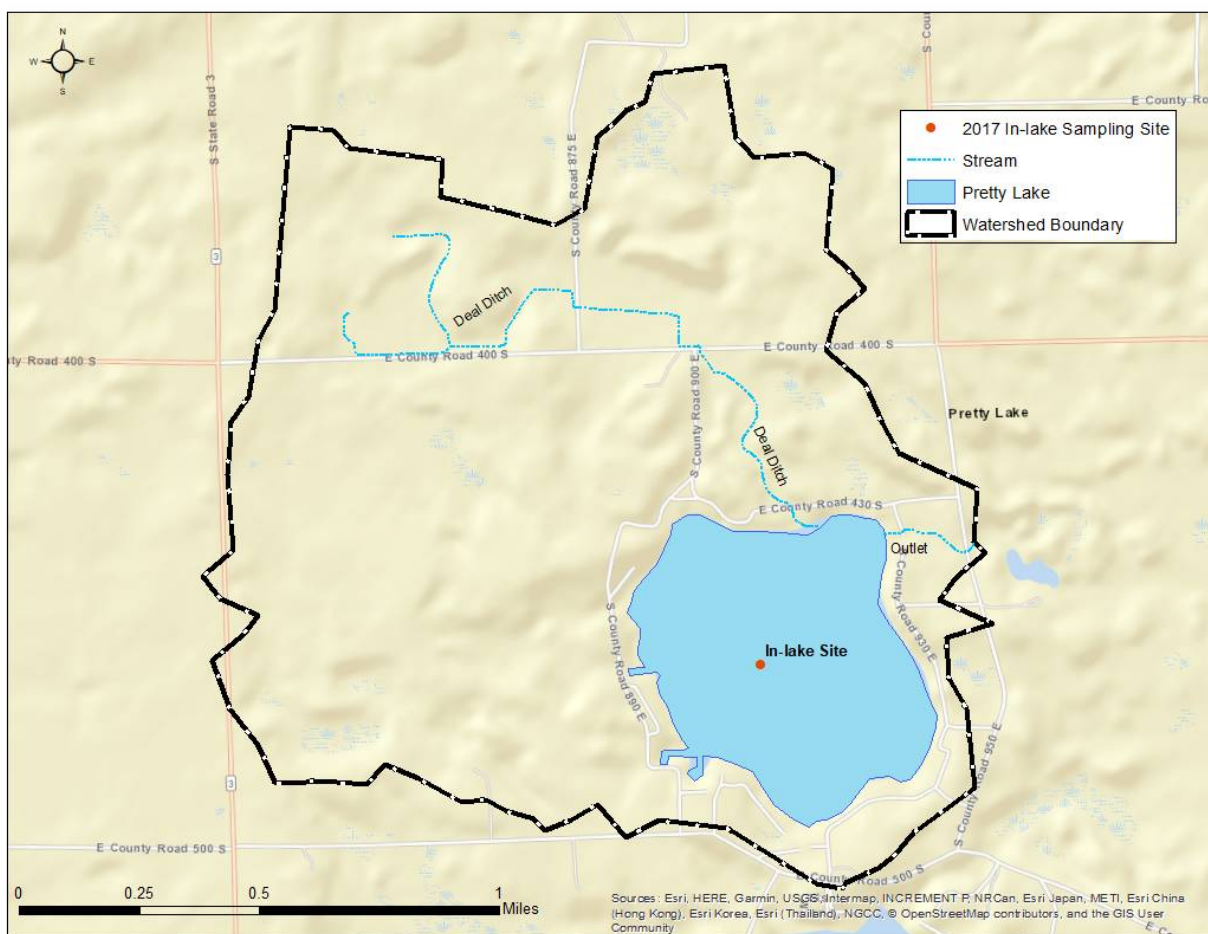 N
W E
S
S State Road 3
S County Road 875 E
S Coun
E County Ro
2017 In-lake Sampling Site
Stream
Pretty Lake
Watershed Boundary
3
Deal Ditch
ounty Road 400 S
E County Road 400 S
E County Road 400 S
S County Road 900 E
Pretty Lake
Deal Ditch
E County Road 430 S
Outlet
S County Road 930 E
S County Road 890 E
In-lake Site
S County Road 950 E
3
E County Road 500 S
E County Road 500 S
0 0.25 0.5 1
Miles
Sources: Esri, HERE, Garmin, USGS, Intermap, INCREMENT P, NRCan, Esri Japan, METI, Esri China
(Hong Kong), Esri Korea, Esri (Thailand), NGCC, © OpenStreetMap contributors, and the GIS User
Community